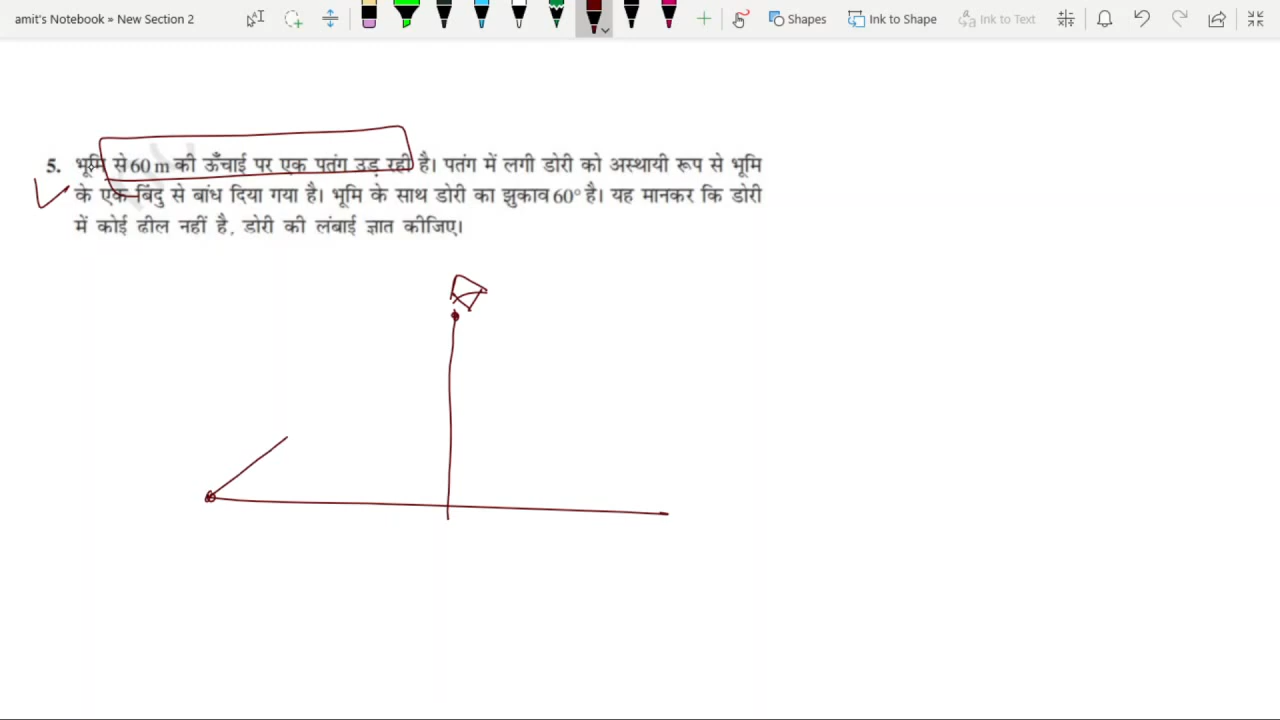 amit's Notebook » New Section 2
Shapes
Ink to Shape
Ink to Text
5. भूमि से 60 m की ऊँचाई पर एक पतंग उड़ रही है। पतंग में लगी डोरी को अस्थायी रूप से भूमि
के एक बिंदु से बांध दिया गया है। भूमि के साथ डोरी का झुकाव 60° है। यह मानकर कि डोरी
में कोई ढील नहीं है, डोरी की लंबाई ज्ञात कीजिए।